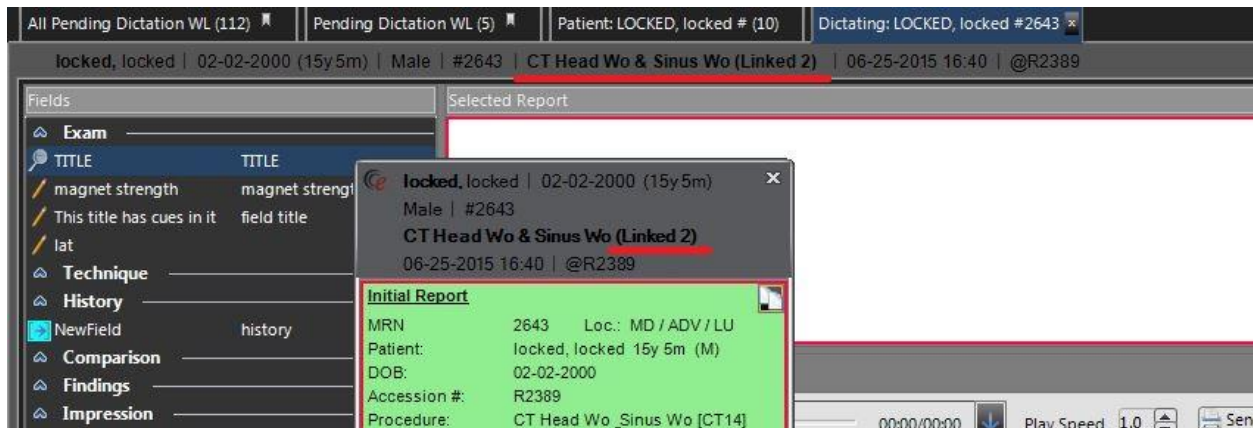 All Pending Dictation WL (112) Pending Dictation WL (5) Patient: LOCKED, locked # (10) Dictating: LOCKED, locked #2643 x
locked, locked | 02-02-2000 (15y5m) | Male | #2643 | CT Head Wo & Sinus Wo (Linked 2) | 06-25-2015 16:40 | @R2389
Fields Selected Report
Exam
TITLE TITLE
magnet strength magnet strengt
This title has cues in it field title
lat
Technique
History
NewField history
Comparison
Findings
Impression
locked, locked | 02-02-2000 (15y5m) X
Male | #2643
CT Head Wo & Sinus Wo (Linked 2)
06-25-2015 16:40 | @R2389
Initial Report
MRN 2643 Loc.: MD / ADV / LU
Patient: locked, locked 15y 5m (M)
DOB: 02-02-2000
Accession #: R2389
Procedure: CT Head Wo_Sinus Wo [CT14]
00:00/00:00 Play Speed 1.0 Sen